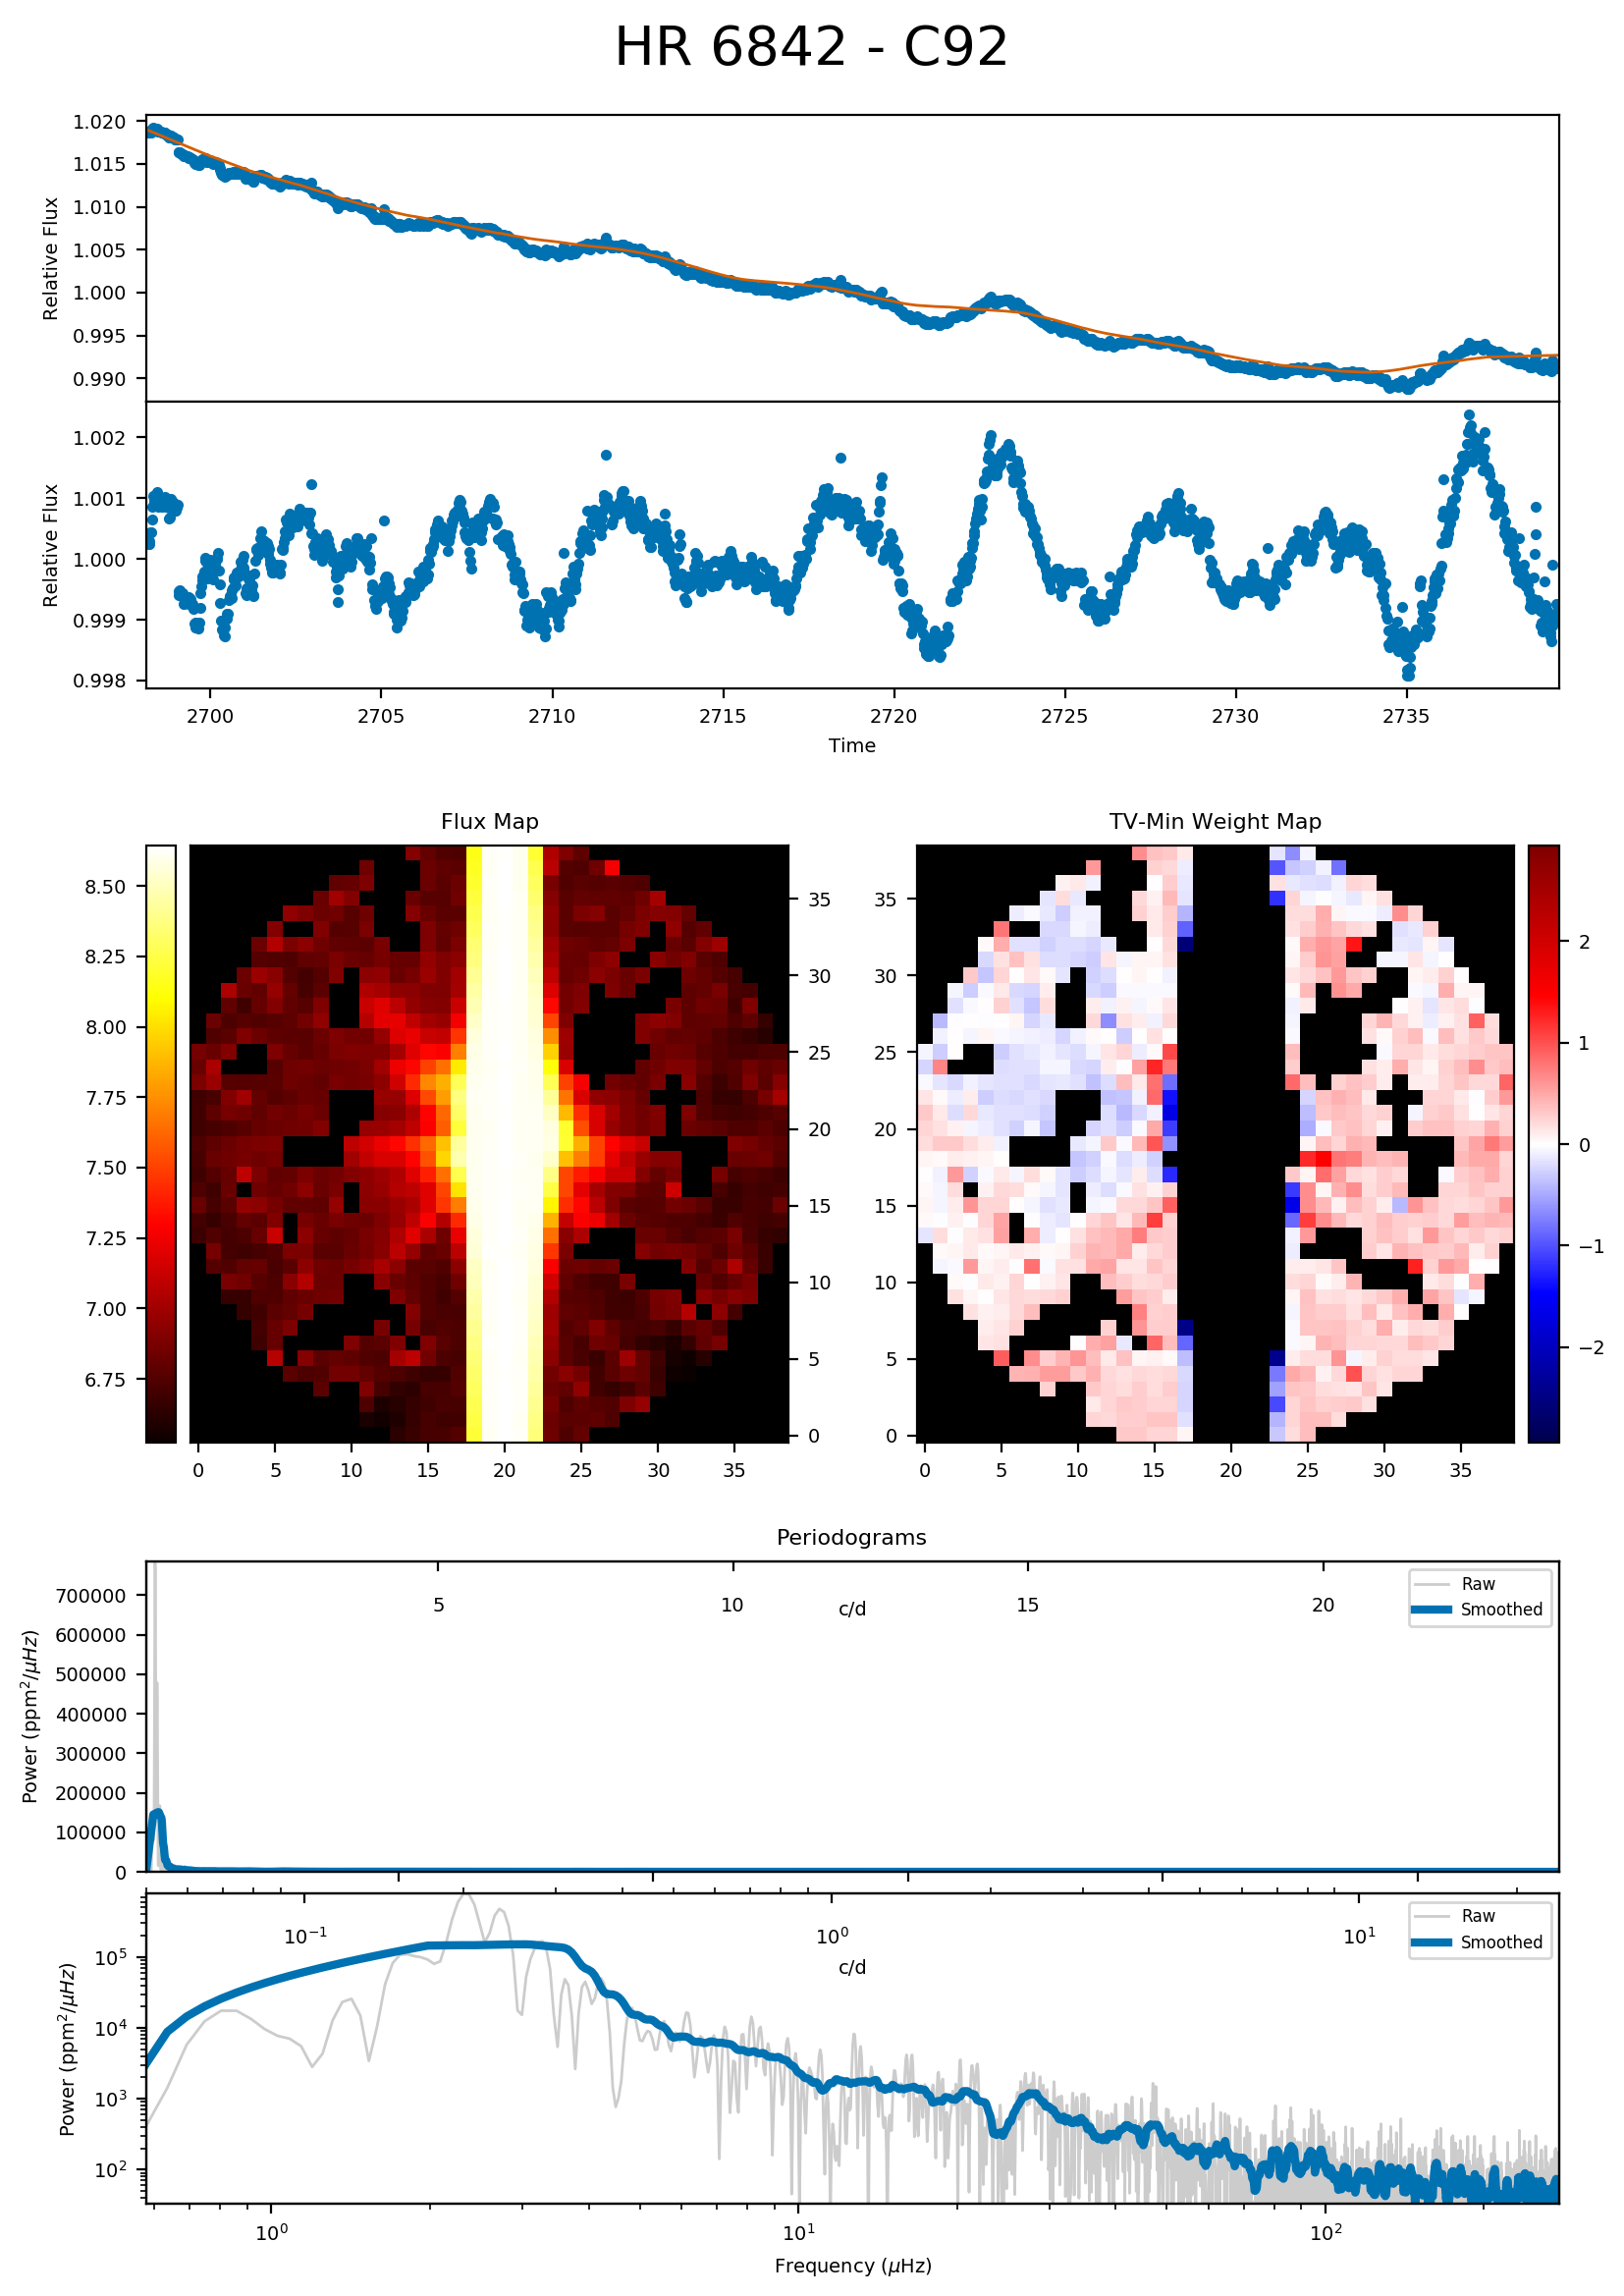 HR 6842 - C92
1.020
1.015
1.010
1.005
1.000
0.995
0.990
Relative Flux
1.002
1.001
1.000
0.999
0.998
Relative Flux
2700 2705 2710 2715 2720 2725 2730 2735
Time
Flux Map
8.50
8.25
8.00
7.75
7.50
7.25
7.00
6.75
35
30
25
20
15
10
5
0
0 5 10 15 20 25 30 35
TV-Min Weight Map
35
30
25
20
15
10
5
0
0 5 10 15 20 25 30 35
2
1
0
−1
−2
Periodograms
700000
600000
500000
400000
300000
200000
100000
0
Power (ppm²/μHz)
5 10 15 20
c/d
Raw
Smoothed
10⁻¹ 10⁰ 10¹
c/d
Raw
Smoothed
10⁵
10⁴
10³
10²
Power (ppm²/μHz)
10⁰ 10¹ 10²
Frequency (μHz)